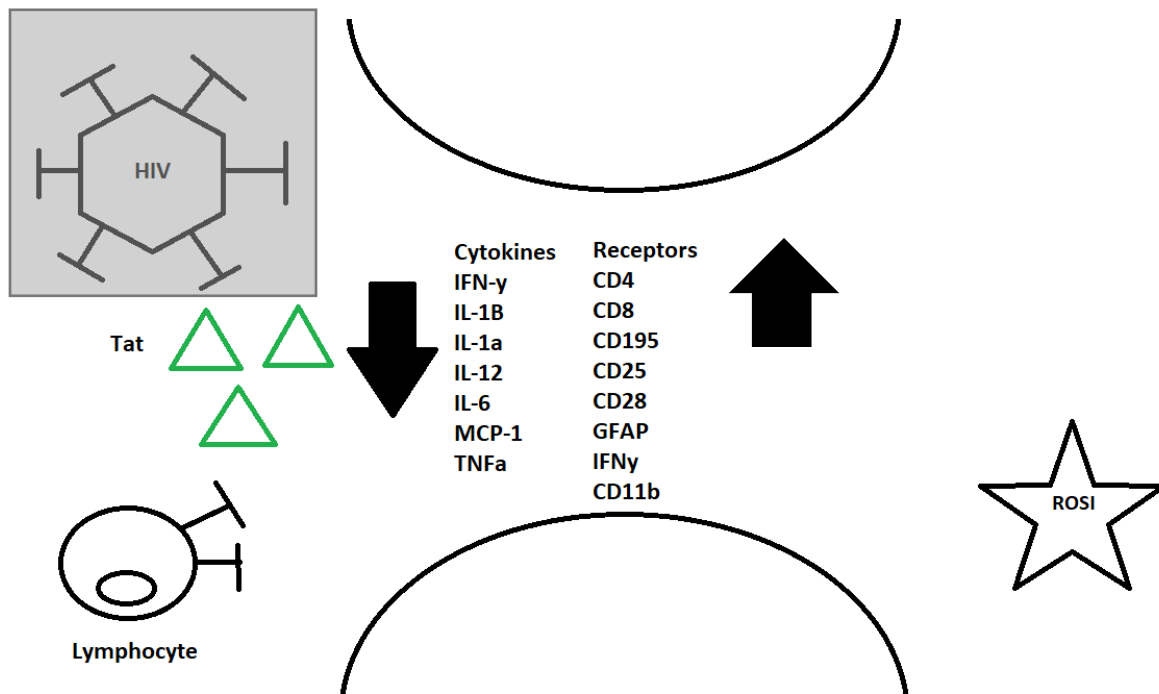 HIV
Tat
Lymphocyte
Cytokines
IFN-y
IL-1B
IL-1a
IL-12
IL-6
MCP-1
TNFa
Receptors
CD4
CD8
CD195
CD25
CD28
GFAP
IFNy
CD11b
ROSI